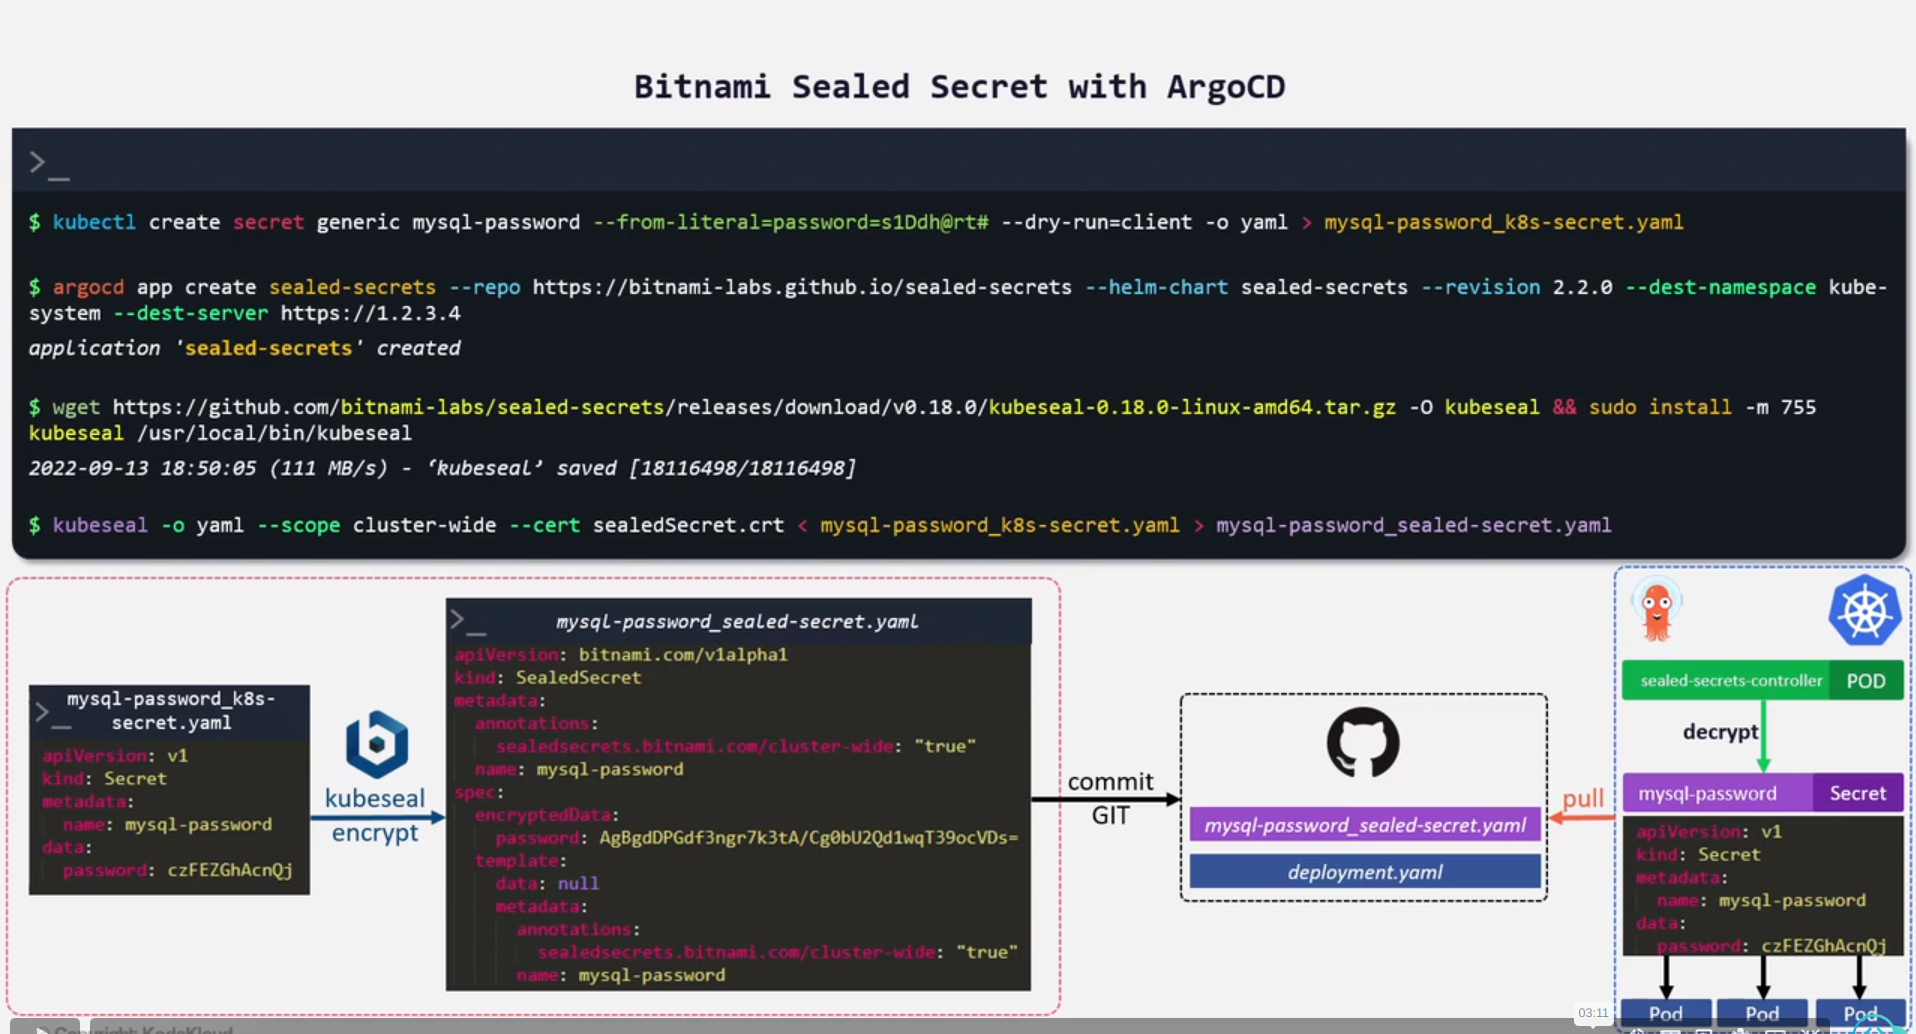 Bitnami Sealed Secret with ArgoCD
>_
$ kubectl create secret generic mysql-password --from-literal=password=s1Ddh@rt# --dry-run=client -o yaml > mysql-password_k8s-secret.yaml
$ argocd app create sealed-secrets --repo https://bitnami-labs.github.io/sealed-secrets --helm-chart sealed-secrets --revision 2.2.0 --dest-namespace kube-
system --dest-server https://1.2.3.4
application 'sealed-secrets' created
$ wget https://github.com/bitnami-labs/sealed-secrets/releases/download/v0.18.0/kubeseal-0.18.0-linux-amd64.tar.gz -O kubeseal && sudo install -m 755
kubeseal /usr/local/bin/kubeseal
2022-09-13 18:50:05 (111 MB/s) - ‘kubeseal’ saved [18116498/18116498]
$ kubeseal -o yaml --scope cluster-wide --cert sealedSecret.crt < mysql-password_k8s-secret.yaml > mysql-password_sealed-secret.yaml
>_
mysql-password_k8s-
secret.yaml
apiVersion: v1
kind: Secret
metadata:
name: mysql-password
data:
password: czFEZGhAcnQj
kubeseal
encrypt
>_
mysql-password_sealed-secret.yaml
apiVersion: bitnami.com/v1alpha1
kind: SealedSecret
metadata:
annotations:
sealedsecrets.bitnami.com/cluster-wide: "true"
name: mysql-password
spec:
encryptedData:
password: AgBgdDPGdf3ngr7k3tA/Cg0bU2Qd1wqT39ocVDs=
template:
data: null
metadata:
annotations:
sealedsecrets.bitnami.com/cluster-wide: "true"
name: mysql-password
commit
GIT
mysql-password_sealed-secret.yaml
deployment.yaml
pull
sealed-secrets-controller POD
decrypt
mysql-password Secret
apiVersion: v1
kind: Secret
metadata:
name: mysql-password
data:
password: czFEZGhAcnQj
Pod Pod Pod
03:11
© Copyright KodeKloud